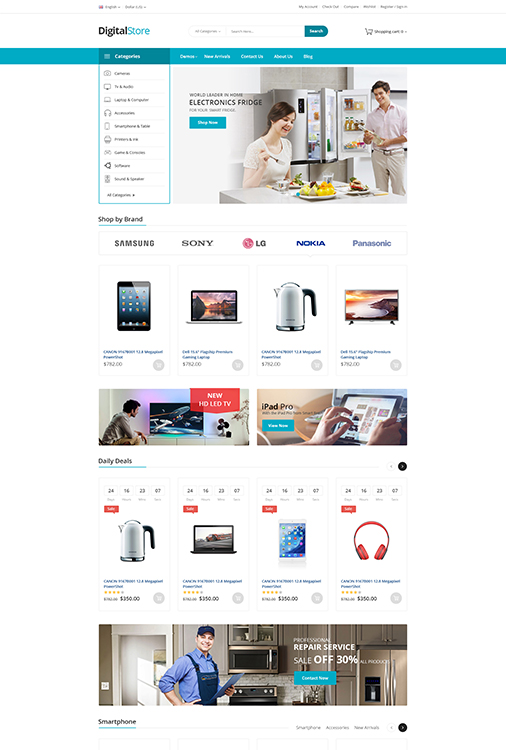 English
Dollar (US)
My Account
Check Out
Compare
Wishlist
Register / Sign in
DigitalStore
All Categories
Search here...
Search
Shopping cart: 0
Categories
Demos
New Arrivals
Contact Us
About Us
Blog
Cameras
TV & Audio
Laptop & Computer
Accessories
Smartphone & Table
Printers & Ink
Game & Consoles
Software
Sound & Speaker
All Categories
WORLD LEADER IN HOME
ELECTRONICS FRIDGE
FOR YOUR SMART FRIDGE.
Shop Now
Shop by Brand
SAMSUNG
SONY
LG
NOKIA
Panasonic
CANON 91678001 12.8 Megapixel
PowerShot
$782.00
Dell 15.6" Flagship Premium
Gaming Laptop
$782.00
CANON 91678001 12.8 Megapixel
PowerShot
$782.00
Dell 15.6" Flagship Premium
Gaming Laptop
$782.00
NEW
HD LED TV
iPad Pro
View Now
Daily Deals
24 16 23 07
Days Hours Mins Secs
Sale
CANON 91678001 12.8 Megapixel
PowerShot
$782.00 $350.00
24 16 23 07
Days Hours Mins Secs
Sale
CANON 91678001 12.8 Megapixel
PowerShot
$782.00 $350.00
24 16 23 07
Days Hours Mins Secs
Sale
CANON 91678001 12.8 Megapixel
PowerShot
$782.00 $350.00
24 16 23 07
Days Hours Mins Secs
Sale
CANON 91678001 12.8 Megapixel
PowerShot
$782.00 $350.00
PROFESSIONAL
REPAIR SERVICE
SALE OFF 30% ALL PRODUCTS
Contact Now
Smartphone
Smartphone
Accessories
New Arrivals